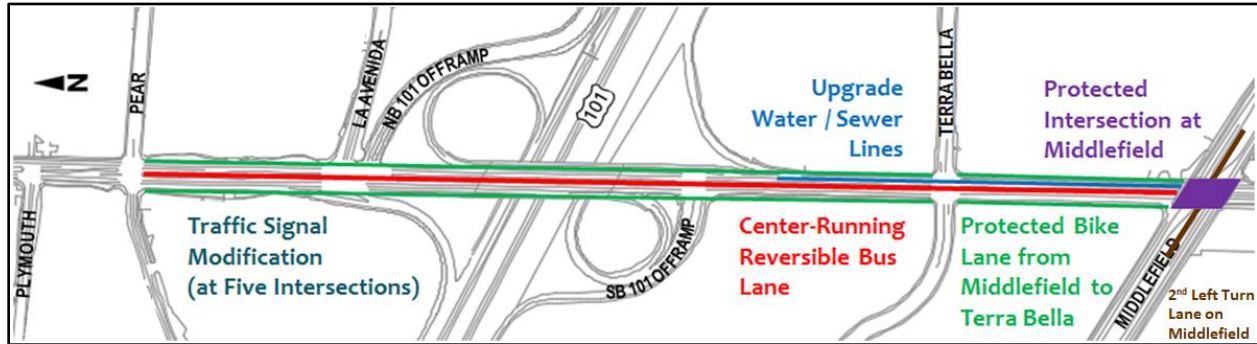 N
PLYMOUTH
PEAR
LA AVENIDA
NB 101 OFFRAMP
101
SB 101 OFFRAMP
TERRA BELLA
MIDDLEFIELD
Traffic Signal
Modification
(at Five Intersections)
Upgrade
Water / Sewer
Lines
Center-Running
Reversible Bus
Lane
Protected
Intersection at
Middlefield
Protected Bike
Lane from
Middlefield to
Terra Bella
2nd Left Turn
Lane on
Middlefield